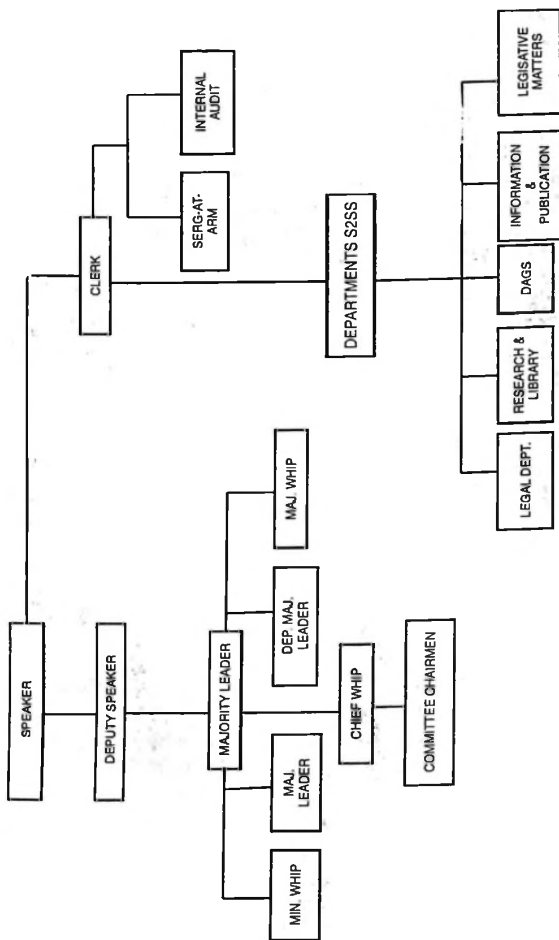 SPEAKER
DEPUTY SPEAKER
MAJORITY LEADER
MIN. WHIP
MAJ.
LEADER
DEP. MAJ.
LEADER
MAJ. WHIP
CHIEF WHIP
COMMITTEE CHAIRMEN
CLERK
SERG-AT-
ARM
INTERNAL
AUDIT
DEPARTMENTS S2SS
LEGAL DEPT.
RESEARCH &
LIBRARY
DAGS
INFORMATION
&
PUBLICATION
LEGISATIVE
MATTERS